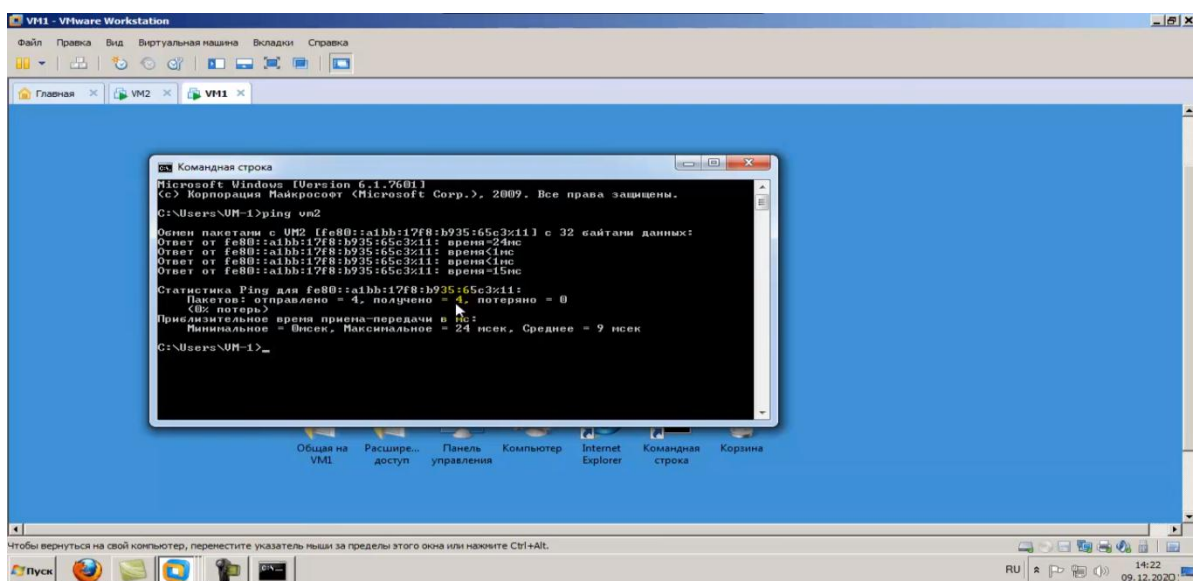 VM1 - VMware Workstation
Файл Правка Вид Виртуальная машина Вкладки Справка
Главная VM2 VM1
Командная строка
Microsoft Windows [Version 6.1.7601]
(c) Корпорация Майкрософт (Microsoft Corp.), 2009. Все права защищены.
C:\Users\VM-1>ping vm2
Обмен пакетами с VM2 [fe80::a1bb:17f8:b935:65c3%11] с 32 байтами данных:
Ответ от fe80::a1bb:17f8:b935:65c3%11: время=24мс
Ответ от fe80::a1bb:17f8:b935:65c3%11: время<1мс
Ответ от fe80::a1bb:17f8:b935:65c3%11: время<1мс
Ответ от fe80::a1bb:17f8:b935:65c3%11: время=15мс
Статистика Ping для fe80::a1bb:17f8:b935:65c3%11:
Пакетов: отправлено = 4, получено = 4, потеряно = 0
(0% потерь)
Приблизительное время приема-передачи в мс:
Минимальное = 0мсек, Максимальное = 24 мсек, Среднее = 9 мсек
C:\Users\VM-1>_
Общая на VM1
Расшире... доступ
Панель управления
Компьютер
Internet Explorer
Командная строка
Корзина
Чтобы вернуться на свой компьютер, переместите указатель мыши за пределы этого окна или нажмите Ctrl+Alt.
Пуск
RU
14:22
09.12.2020